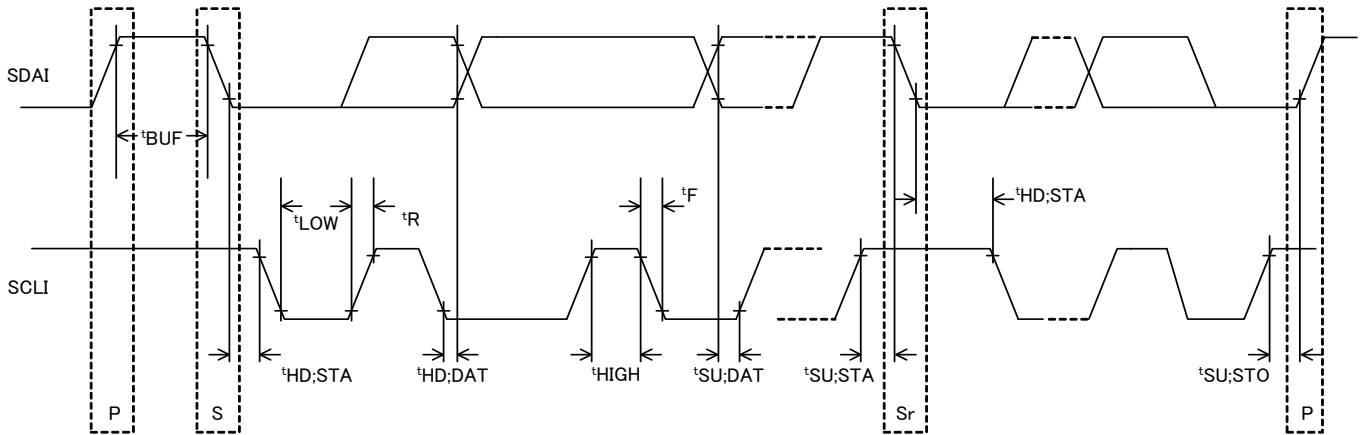 SDAI
tBUF
tLOW
tR
tF
tHD;STA
SCLI
tHD;STA
tHD;DAT
tHIGH
tSU;DAT
tSU;STA
tSU;STO
P
S
Sr
P